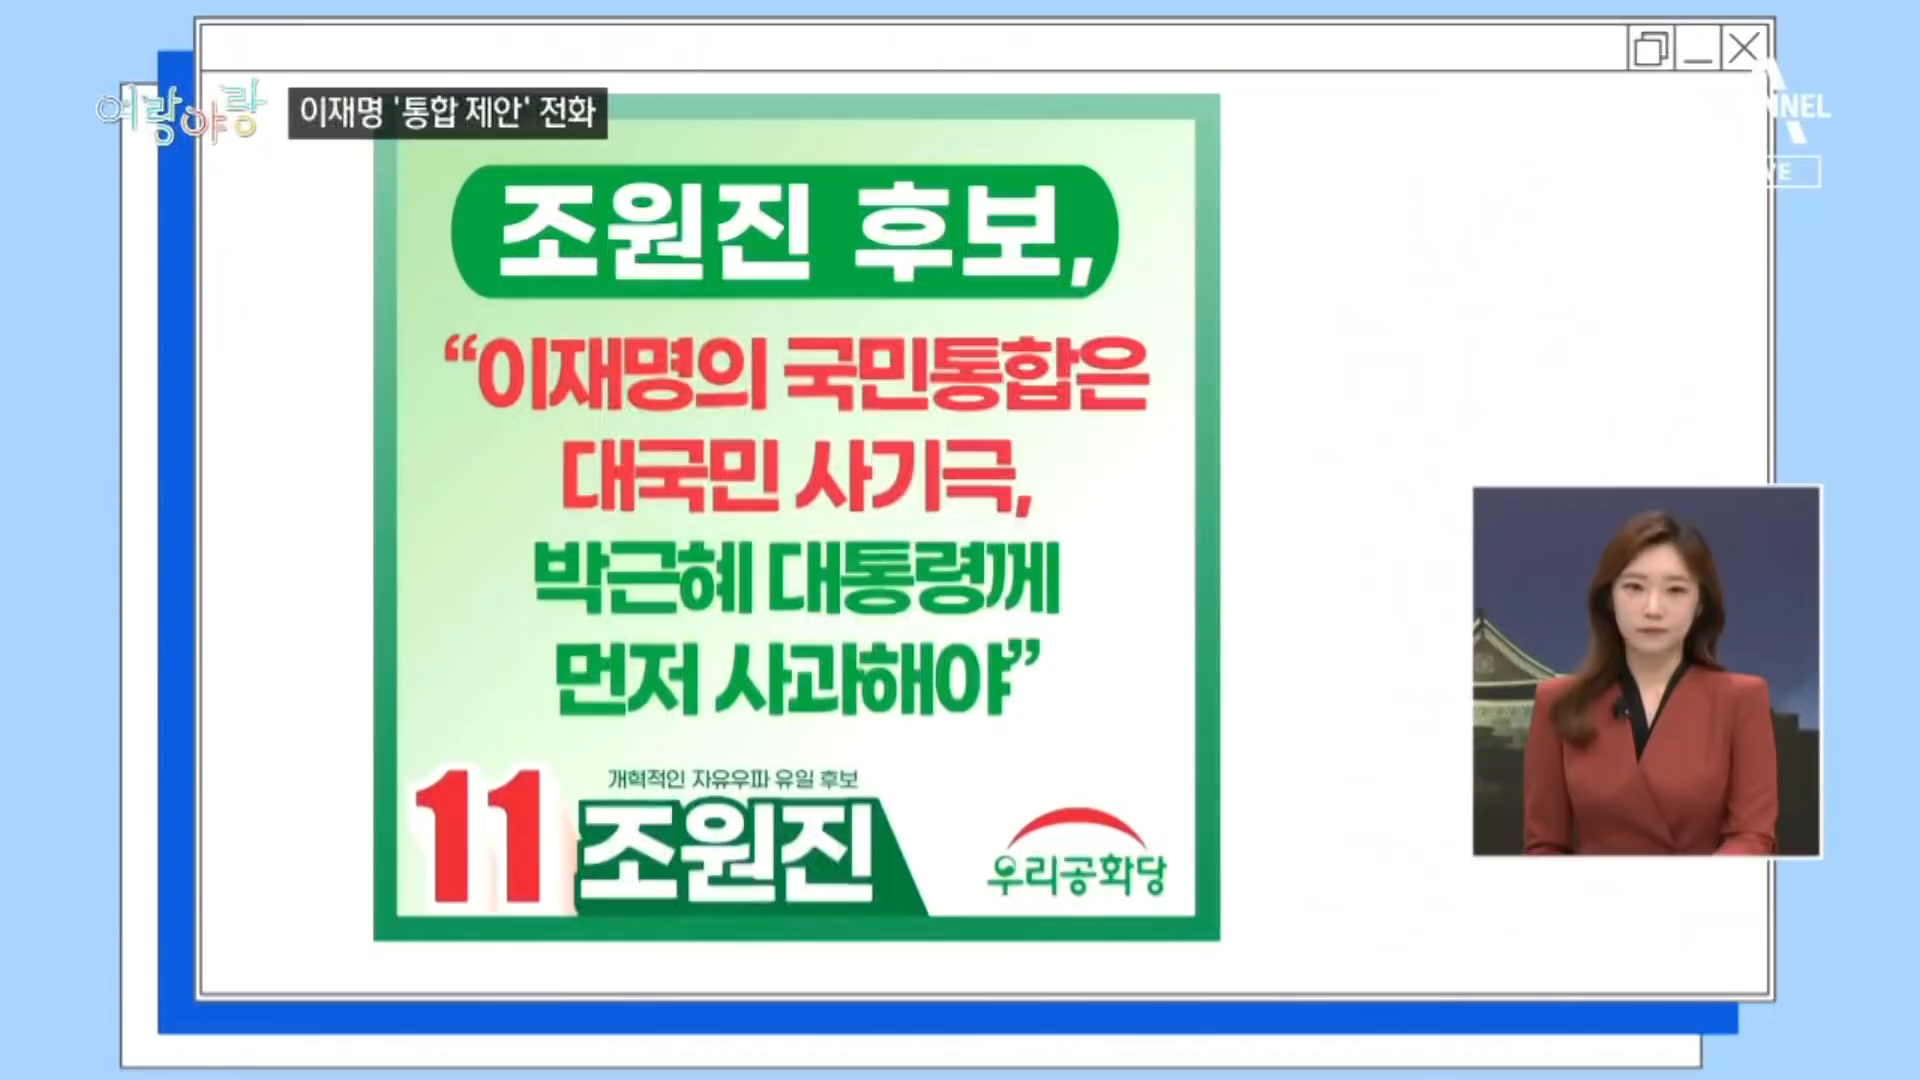 여랑야랑
이재명 '통합 제안' 전화
조원진 후보,
“이재명의 국민통합은
대국민 사기극,
박근혜 대통령께
먼저 사과해야”
개혁적인 자유우파 유일 후보
11 조원진
우리공화당